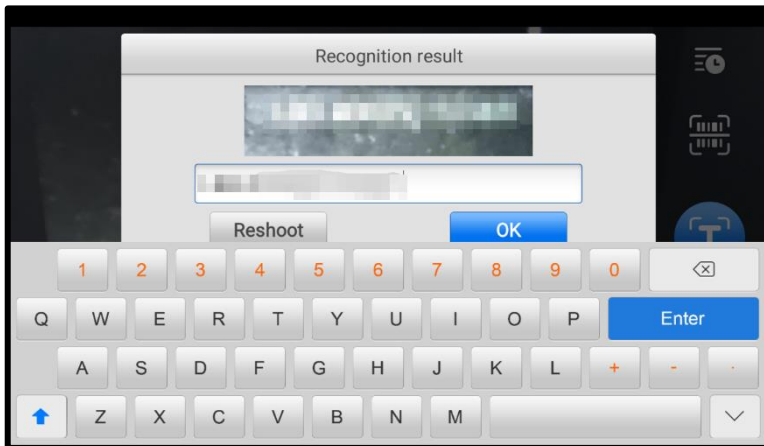 Recognition result
Reshoot OK
1 2 3 4 5 6 7 8 9 0
Q W E R T Y U I O P Enter
A S D F G H J K L + - .
Z X C V B N M